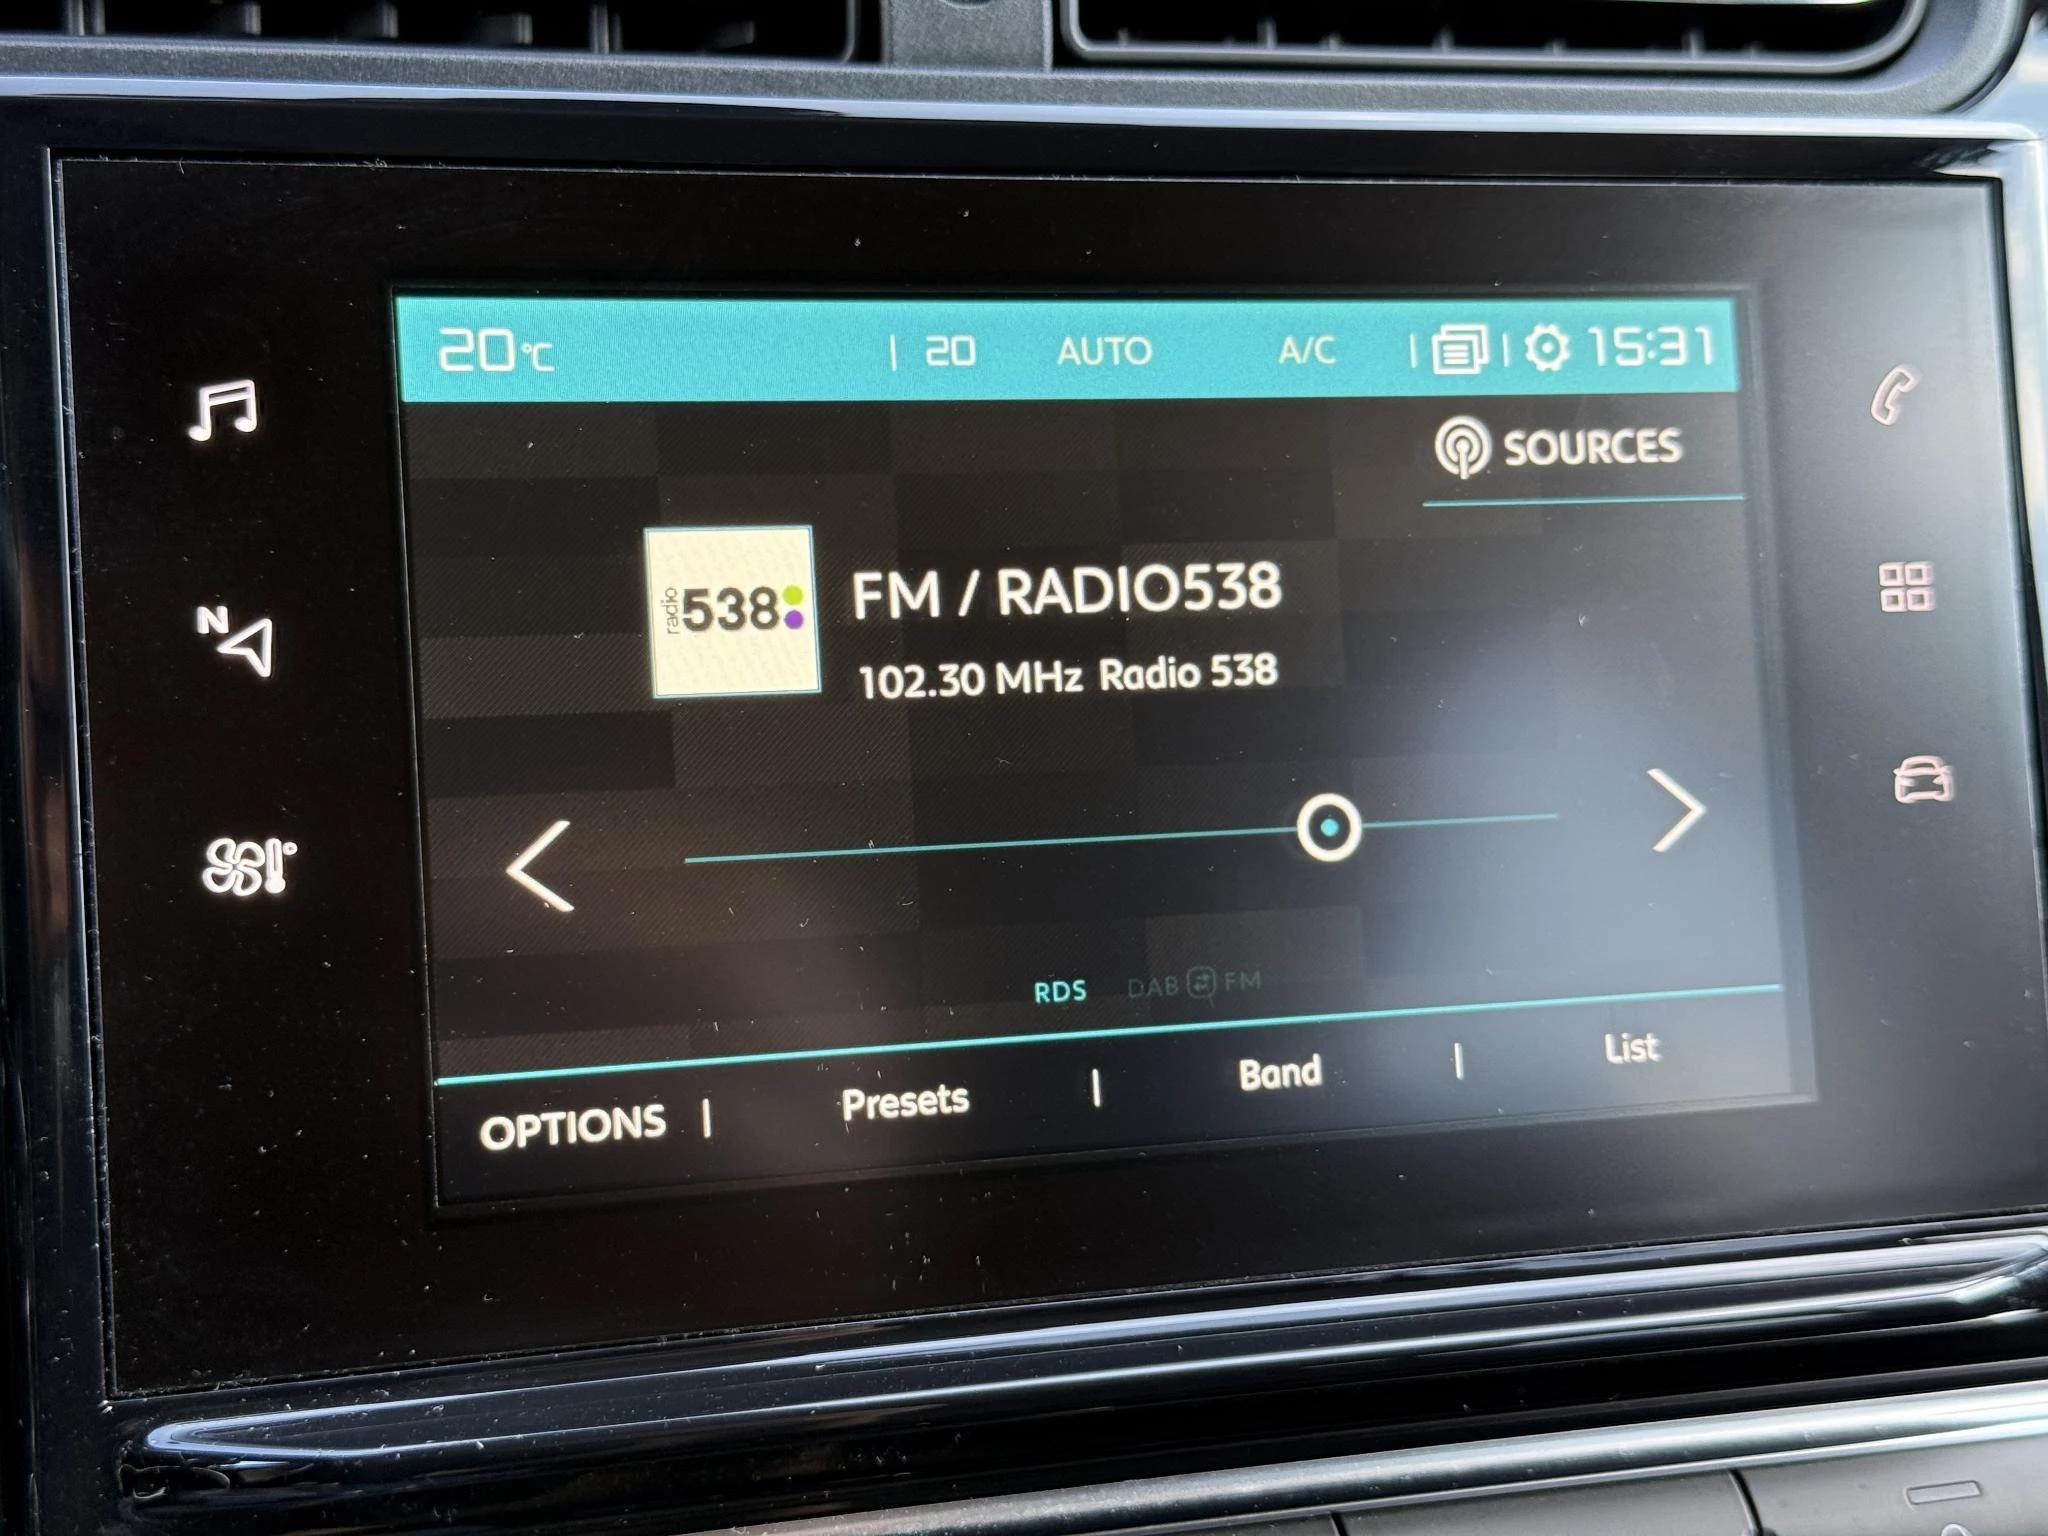 20°C | 20 AUTO A/C | | 15:31
SOURCES
radio 538
FM / RADIO538
102.30 MHz Radio 538
N
RDS DAB FM
OPTIONS | Presets | Band | List